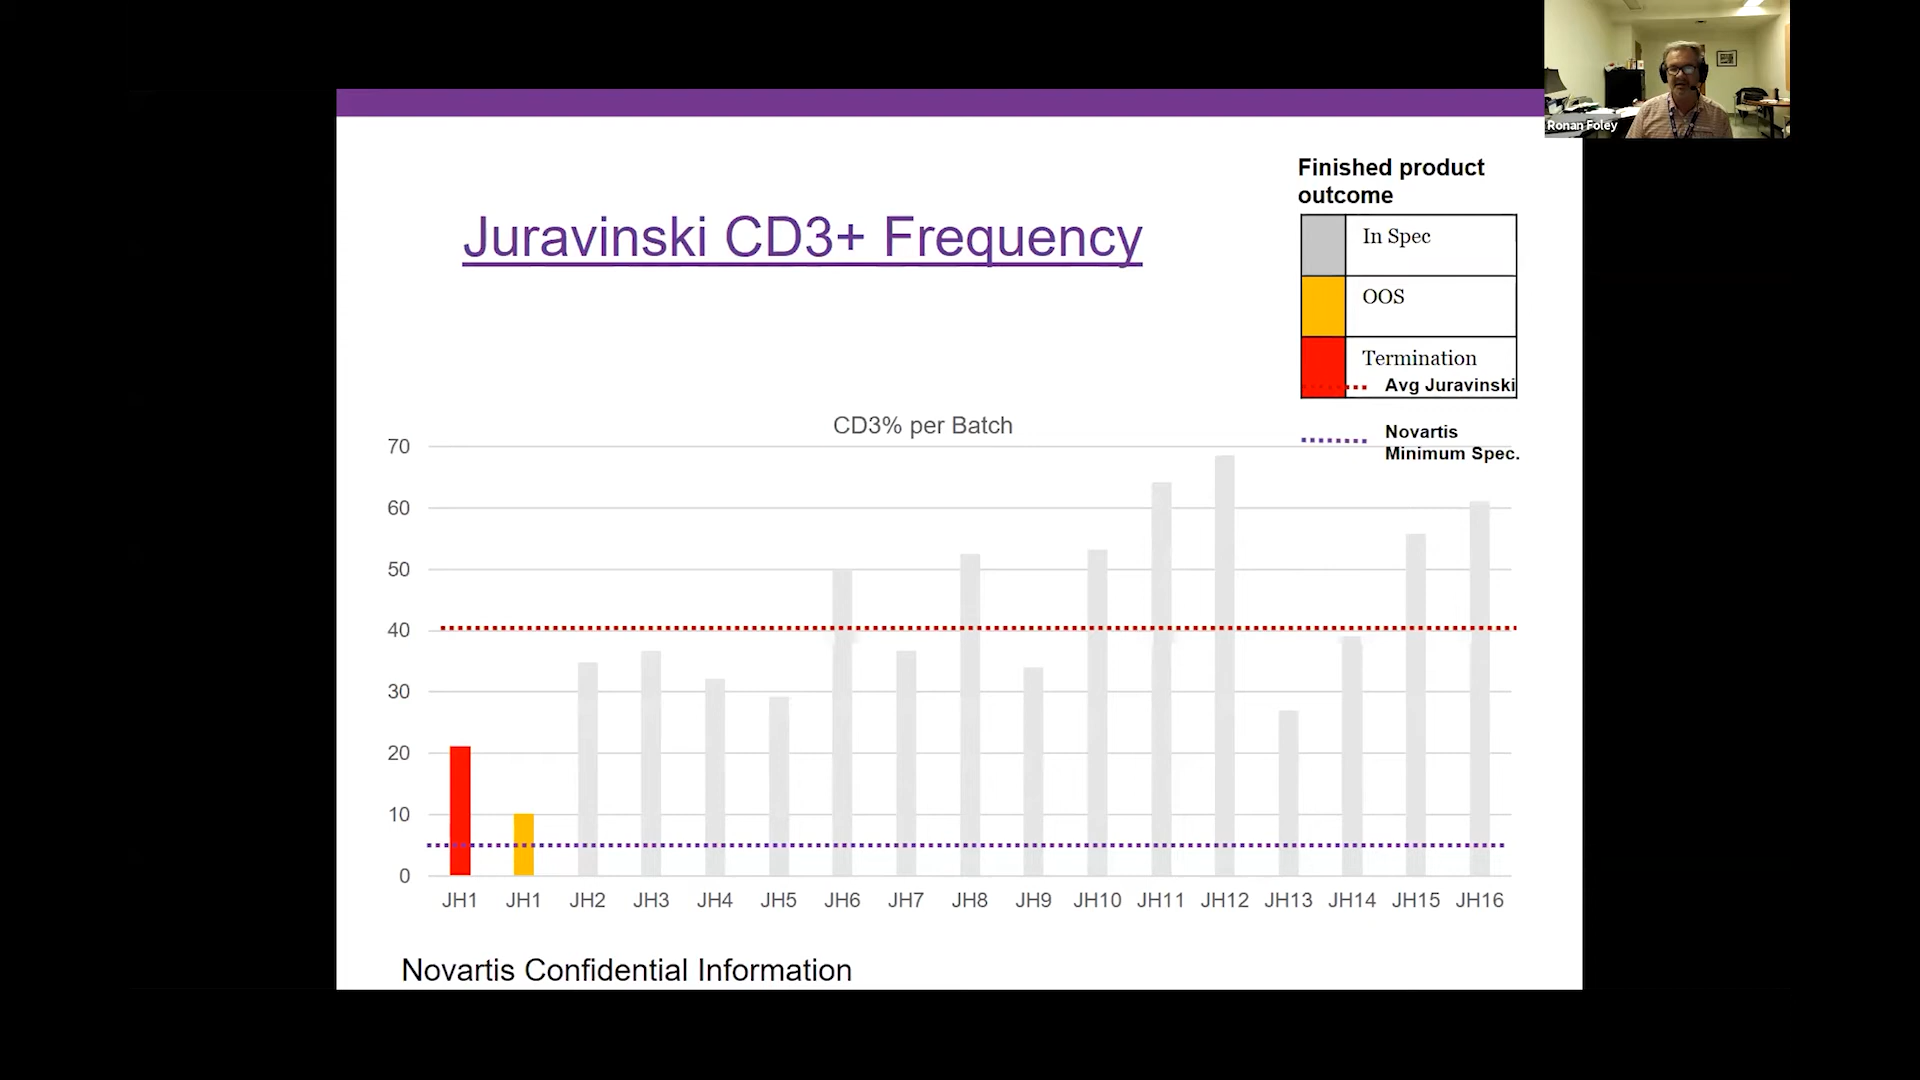 Ronan Foley
Finished product
outcome
Juravinski CD3+ Frequency
In Spec
OOS
Termination
Avg Juravinski
Novartis
Minimum Spec.
CD3% per Batch
70
60
50
40
30
20
10
0
JH1 JH1 JH2 JH3 JH4 JH5 JH6 JH7 JH8 JH9 JH10 JH11 JH12 JH13 JH14 JH15 JH16
Novartis Confidential Information